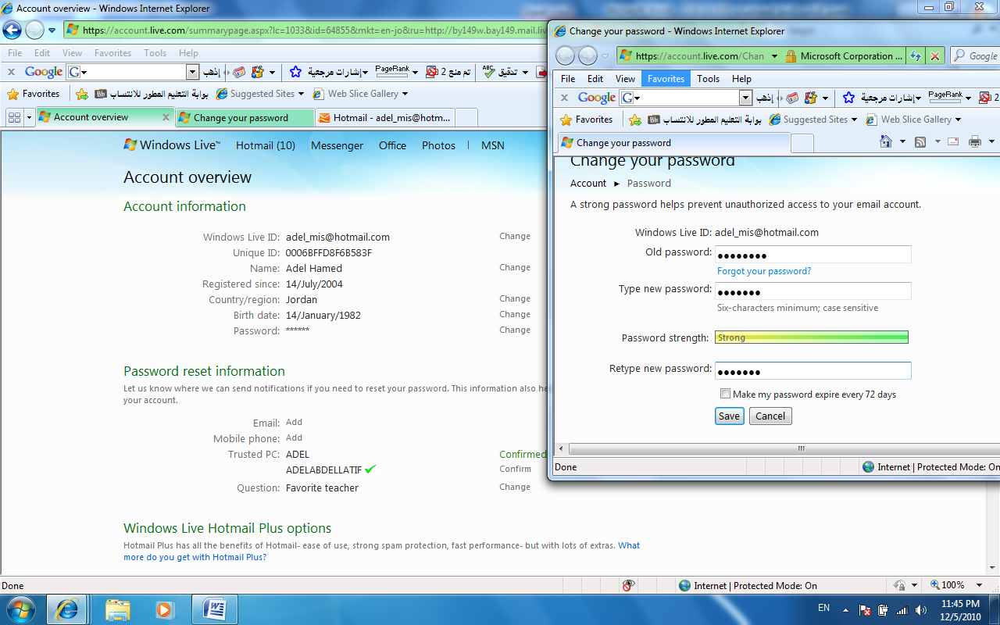 Account overview - Windows Internet Explorer
https://account.live.com/summarypage.aspx?lc=1033&id=64855&mkt=en-jo&ru=http://by149w.bay149.mail.liv
File Edit View Favorites Tools Help
x Google G إذهب إشارات مرجعية PageRank تم منع 2 ABC تدقيق
Favorites Bb بوابة التعليم المطور للانتساب Suggested Sites Web Slice Gallery
Account overview x Change your password Hotmail - adel_mis@hotm...
Windows Live™ Hotmail (10) Messenger Office Photos | MSN
Account overview
Account information
Windows Live ID: adel_mis@hotmail.com Change
Unique ID: 0006BFFD8F6B583F
Name: Adel Hamed Change
Registered since: 14/July/2004
Country/region: Jordan Change
Birth date: 14/January/1982 Change
Password: ****** Change
Password reset information
Let us know where we can send notifications if you need to reset your password. This information also he
your account.
Email: Add
Mobile phone: Add
Trusted PC: ADEL Confirmed
ADELABDELLATIF Confirm
Question: Favorite teacher Change
Windows Live Hotmail Plus options
Hotmail Plus has all the benefits of Hotmail- ease of use, strong spam protection, fast performance- but with lots of extras. What
more do you get with Hotmail Plus?
Done Internet | Protected Mode: On 100%
Change your password - Windows Internet Explorer
https://account.live.com/Chan Microsoft Corporation ... Google
File Edit View Favorites Tools Help
x Google G إذهب إشارات مرجعية PageRank 2
Favorites Bb بوابة التعليم المطور للانتساب Suggested Sites Web Slice Gallery
Change your password
Change your password
Account ► Password
A strong password helps prevent unauthorized access to your email account.
Windows Live ID: adel_mis@hotmail.com
Old password: ●●●●●●●●
Forgot your password?
Type new password: ●●●●●●●
Six-characters minimum; case sensitive
Password strength: Strong
Retype new password: ●●●●●●●
Make my password expire every 72 days
Save Cancel
Done Internet | Protected Mode: On
EN 11:45 PM
12/5/2010